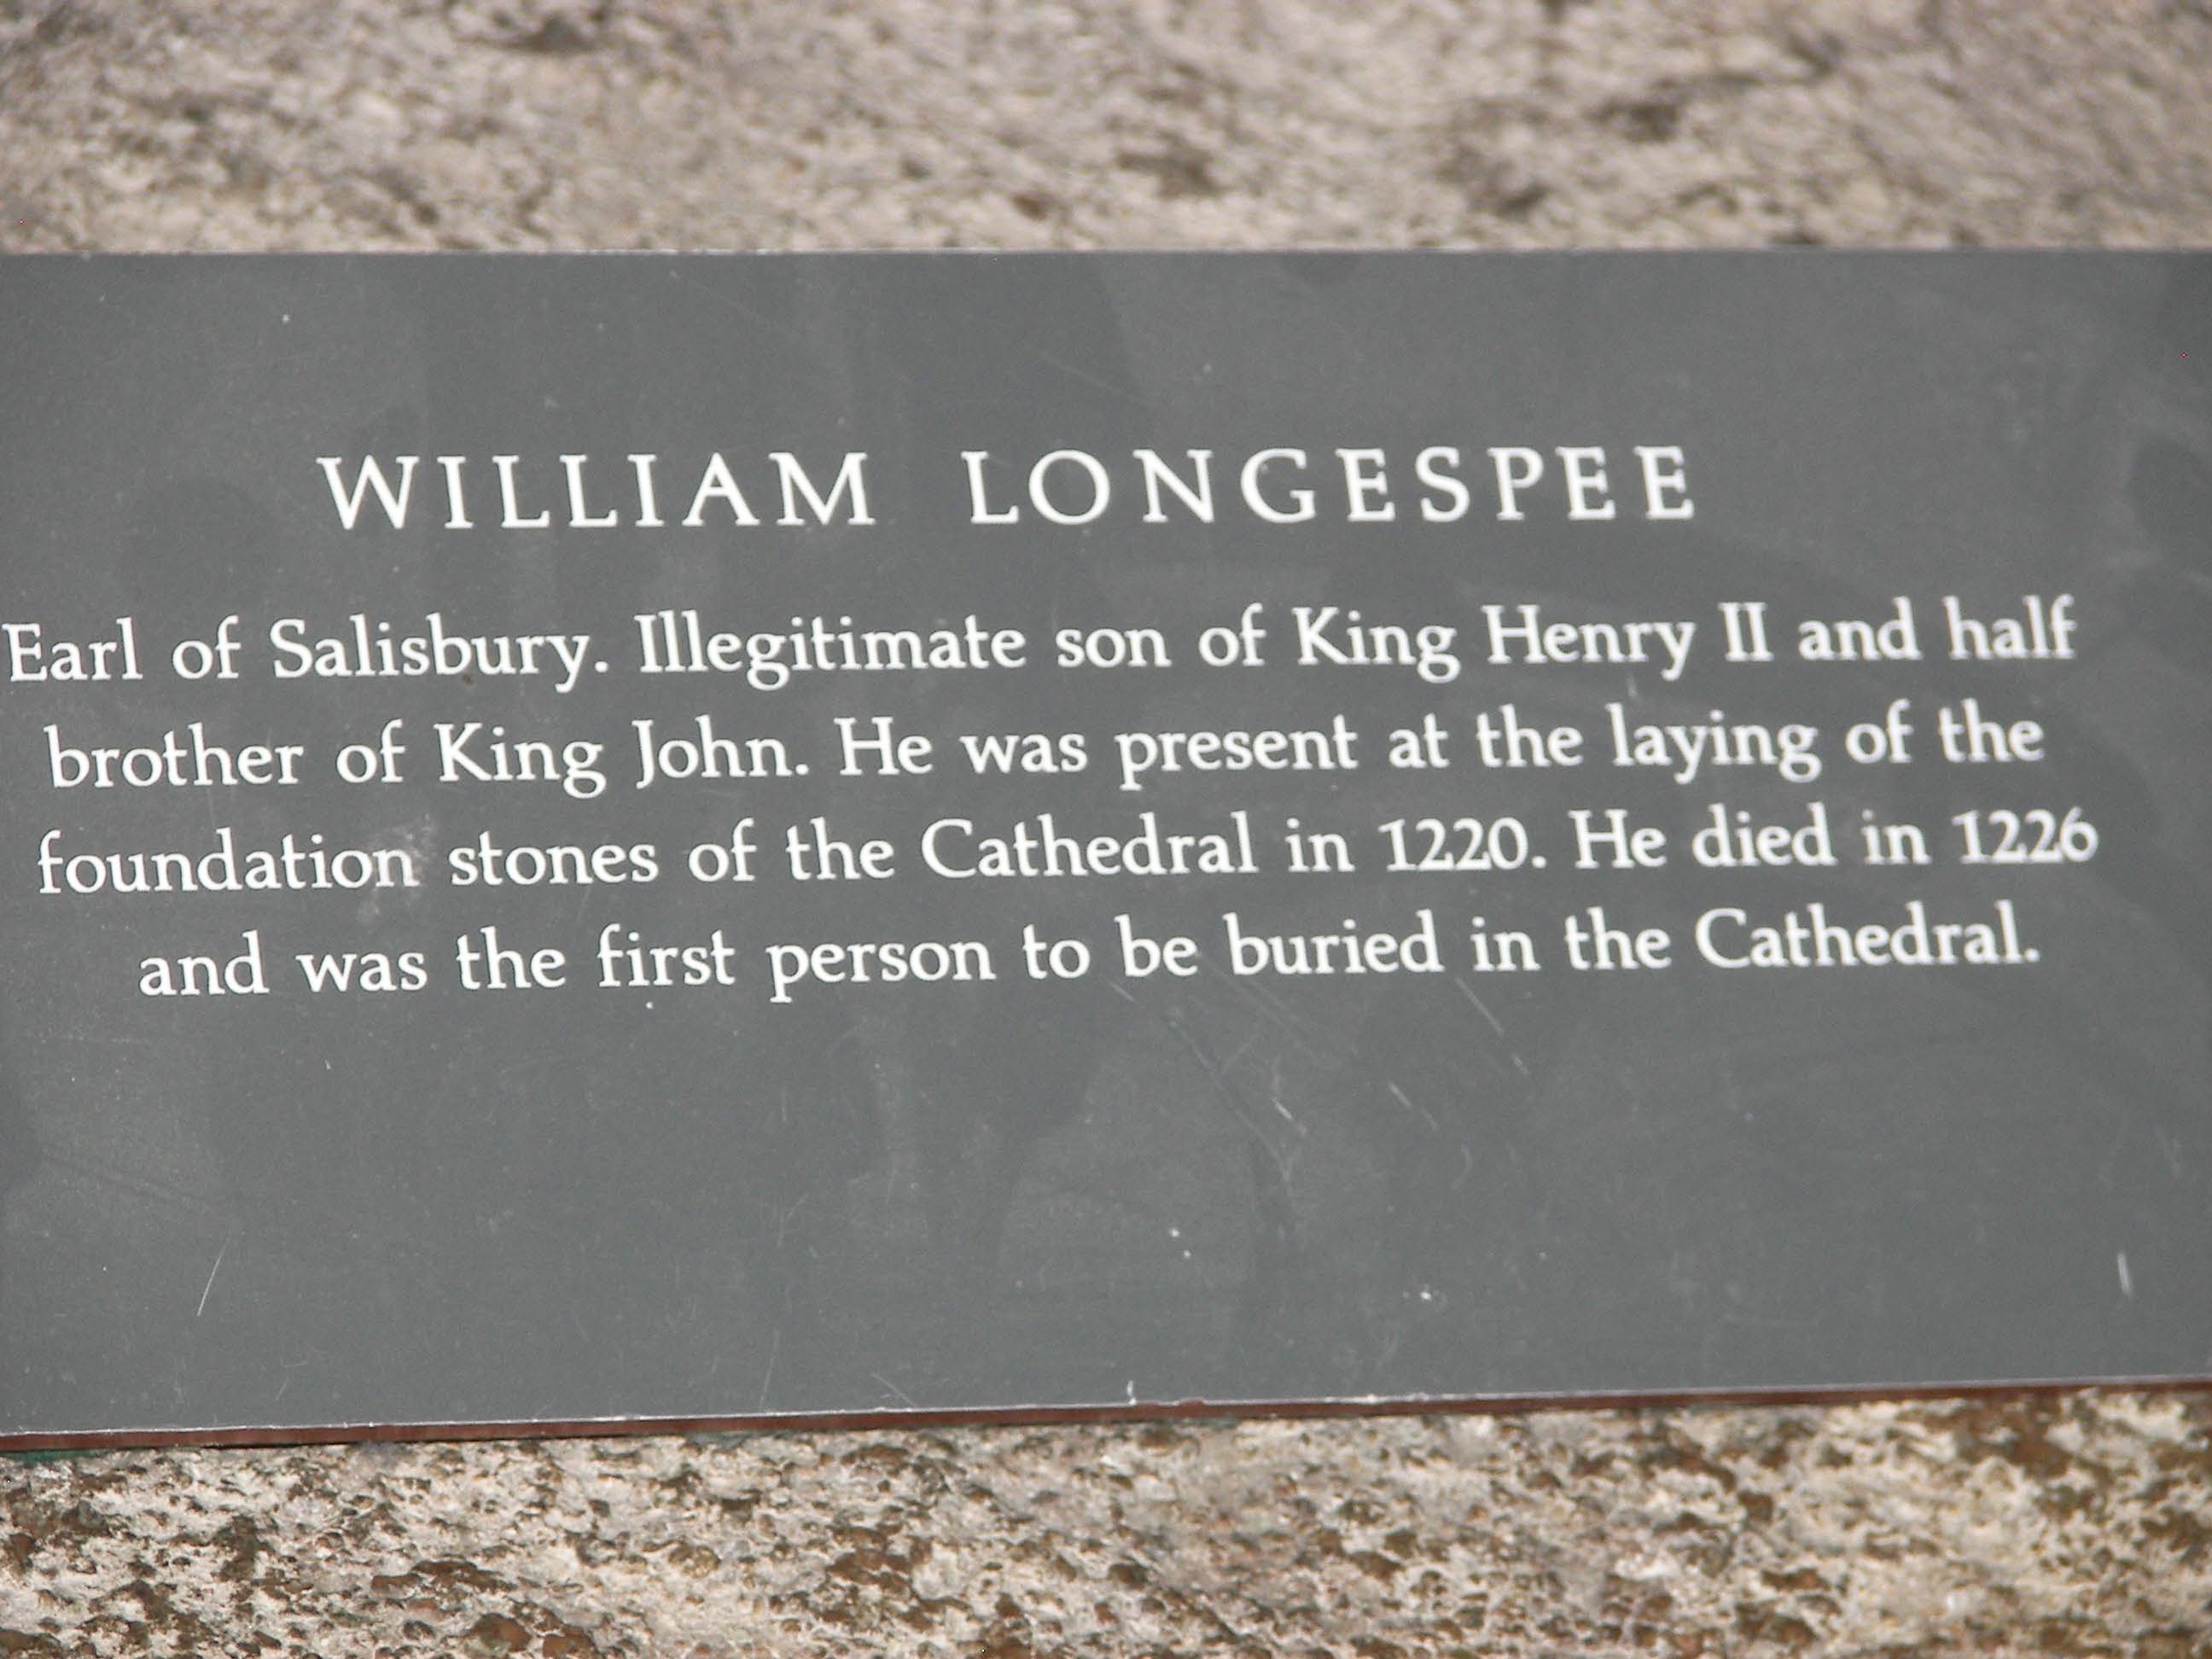 WILLIAM LONGESPEE
Earl of Salisbury. Illegitimate son of King Henry II and half
brother of King John. He was present at the laying of the
foundation stones of the Cathedral in 1220. He died in 1226
and was the first person to be buried in the Cathedral.